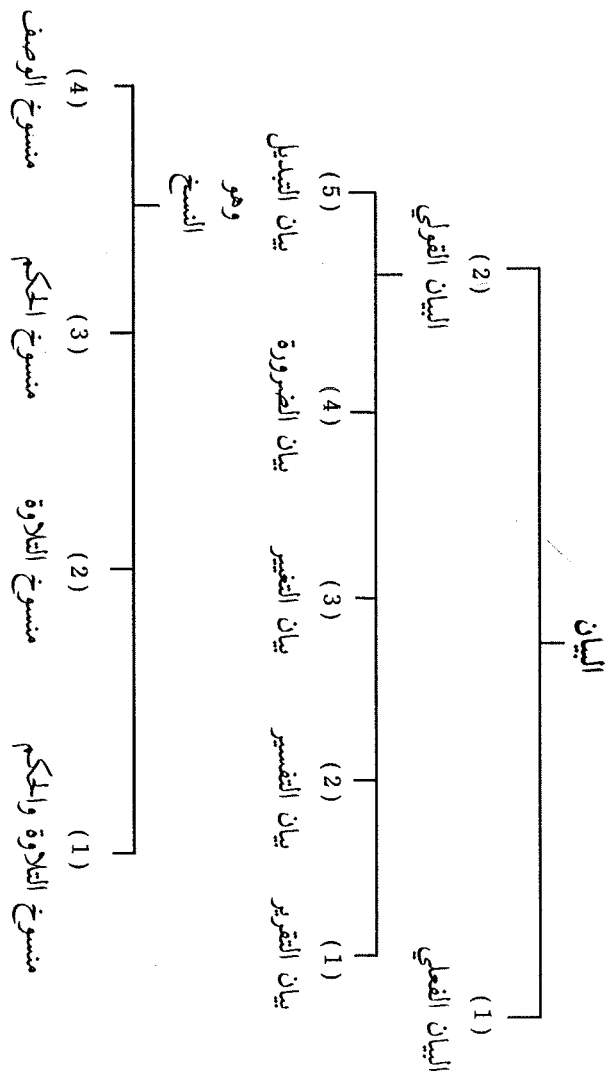 البيان
(1)
البيان الفعلي
(2)
البيان القولي
(1)
بيان التقرير
(2)
بيان التفسير
(3)
بيان التغيير
(4)
بيان الضرورة
(5)
بيان التبديل
وهو
النسخ
(1)
منسوخ التلاوة والحكم
(2)
منسوخ التلاوة
(3)
منسوخ الحكم
(4)
منسوخ الوصف